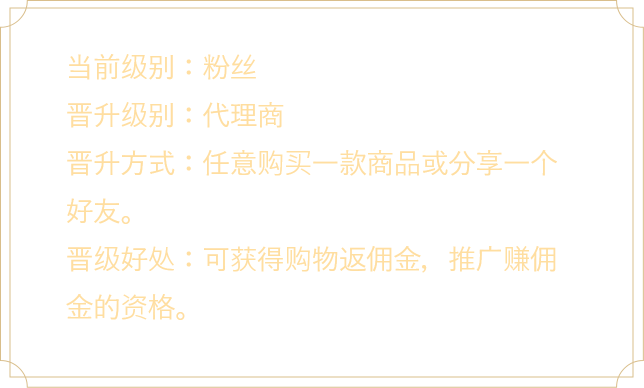 当前级别：粉丝
晋升级别：代理商
晋升方式：任意购买一款商品或分享一个
好友。
晋级好处：可获得购物返佣金，推广赚佣
金的资格。